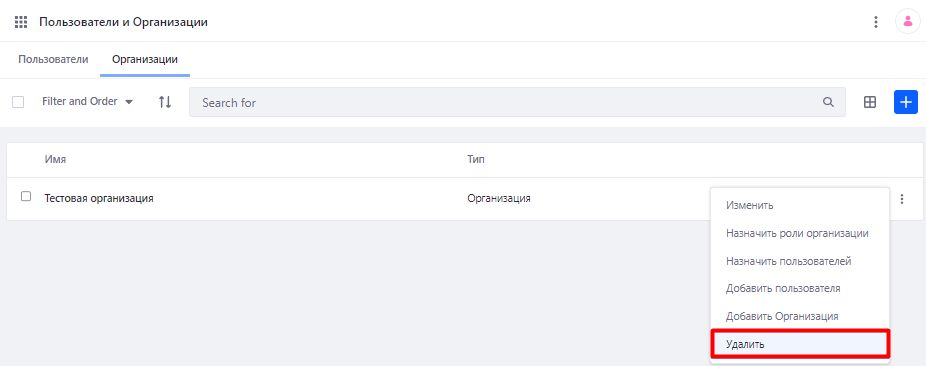 Пользователи и Организации
Пользователи Организации
Filter and Order Search for
Имя Тип
Тестовая организация Организация
Изменить
Назначить роли организации
Назначить пользователей
Добавить пользователя
Добавить Организация
Удалить